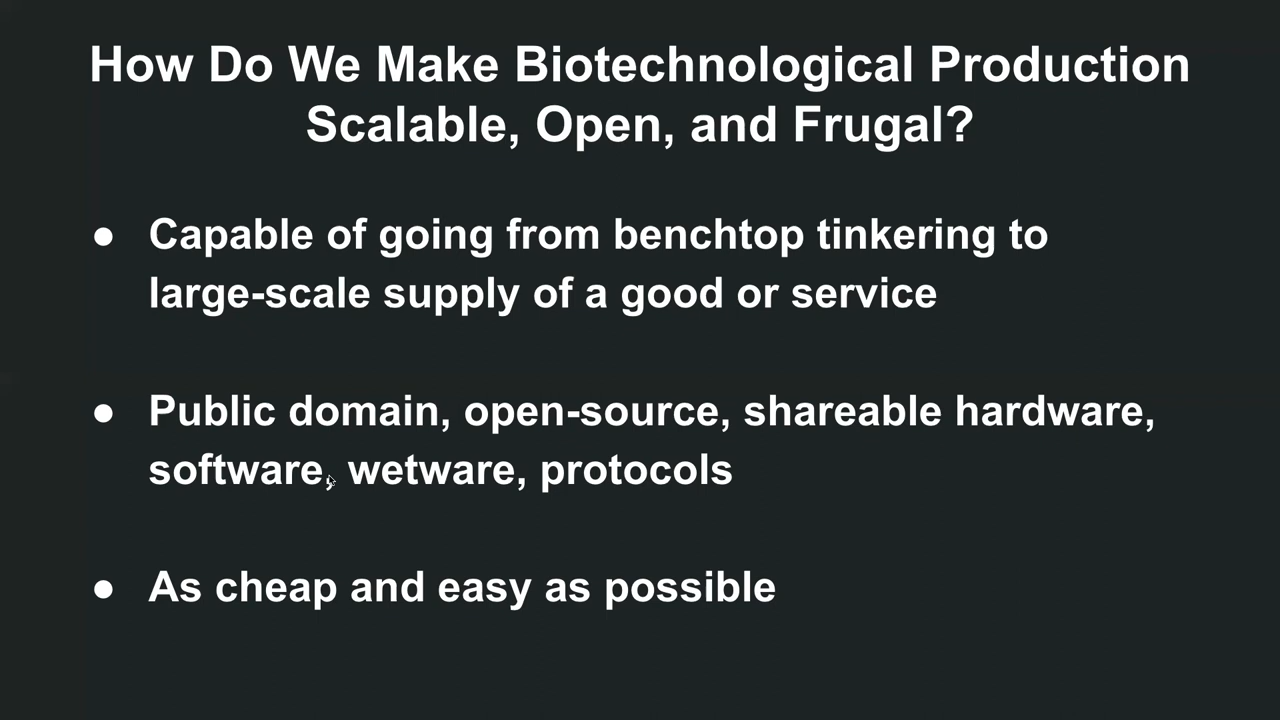 How Do We Make Biotechnological Production
Scalable, Open, and Frugal?
● Capable of going from benchtop tinkering to
large-scale supply of a good or service
● Public domain, open-source, shareable hardware,
software, wetware, protocols
● As cheap and easy as possible